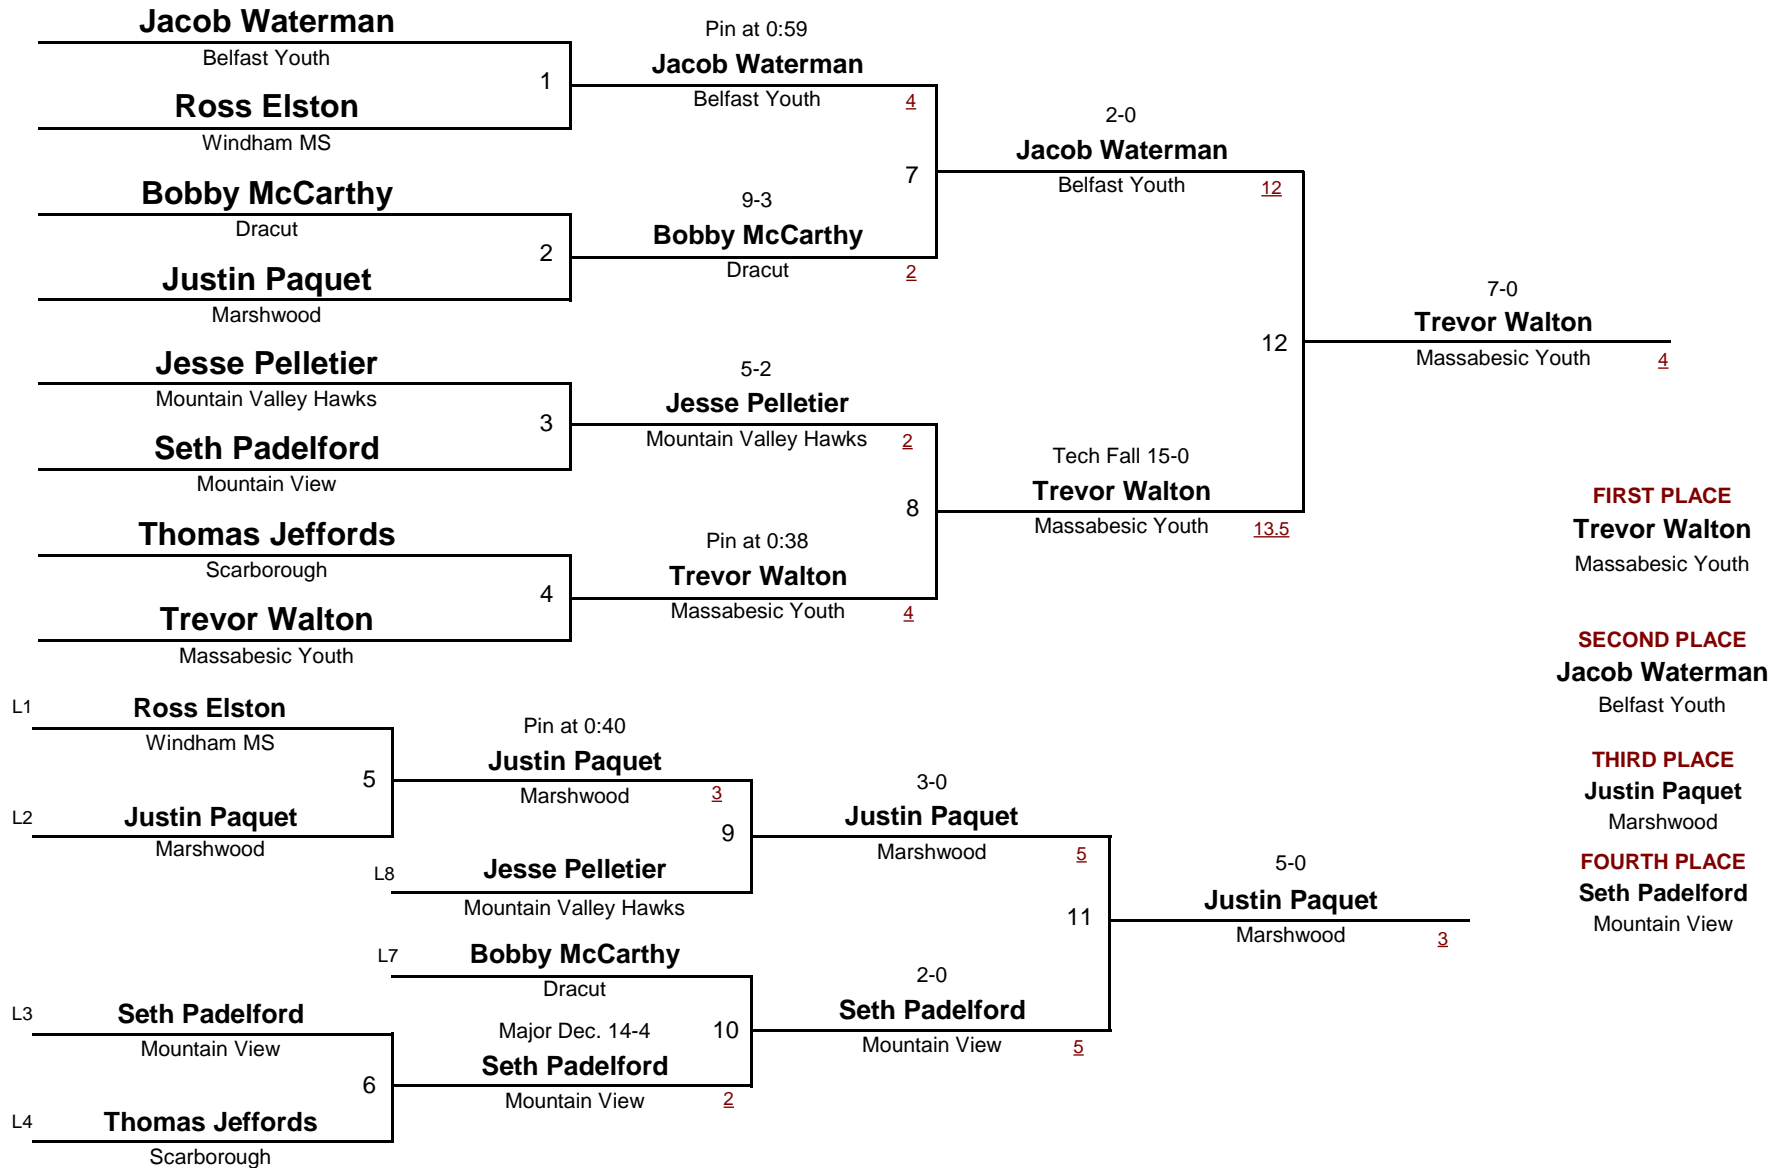 Jacob Waterman
Belfast Youth
1
Ross Elston
Windham MS
Bobby McCarthy
Dracut
2
Justin Paquet
Marshwood
Jesse Pelletier
Mountain Valley Hawks
3
Seth Padelford
Mountain View
Thomas Jeffords
Scarborough
4
Trevor Walton
Massabesic Youth
Pin at 0:59
Jacob Waterman
Belfast Youth 4
7
9-3
Bobby McCarthy
Dracut 2
5-2
Jesse Pelletier
Mountain Valley Hawks 2
8
Pin at 0:38
Trevor Walton
Massabesic Youth 4
2-0
Jacob Waterman
Belfast Youth 12
12
Tech Fall 15-0
Trevor Walton
Massabesic Youth 13.5
7-0
Trevor Walton
Massabesic Youth 4
FIRST PLACE
Trevor Walton
Massabesic Youth
SECOND PLACE
Jacob Waterman
Belfast Youth
THIRD PLACE
Justin Paquet
Marshwood
FOURTH PLACE
Seth Padelford
Mountain View
L1 Ross Elston
Windham MS
5
L2 Justin Paquet
Marshwood
Pin at 0:40
Justin Paquet
Marshwood 3
9
L8 Jesse Pelletier
Mountain Valley Hawks
L7 Bobby McCarthy
Dracut
10
L3 Seth Padelford
Mountain View
6
L4 Thomas Jeffords
Scarborough
Major Dec. 14-4
Seth Padelford
Mountain View 2
3-0
Justin Paquet
Marshwood 5
11
2-0
Seth Padelford
Mountain View 5
5-0
Justin Paquet
Marshwood 3